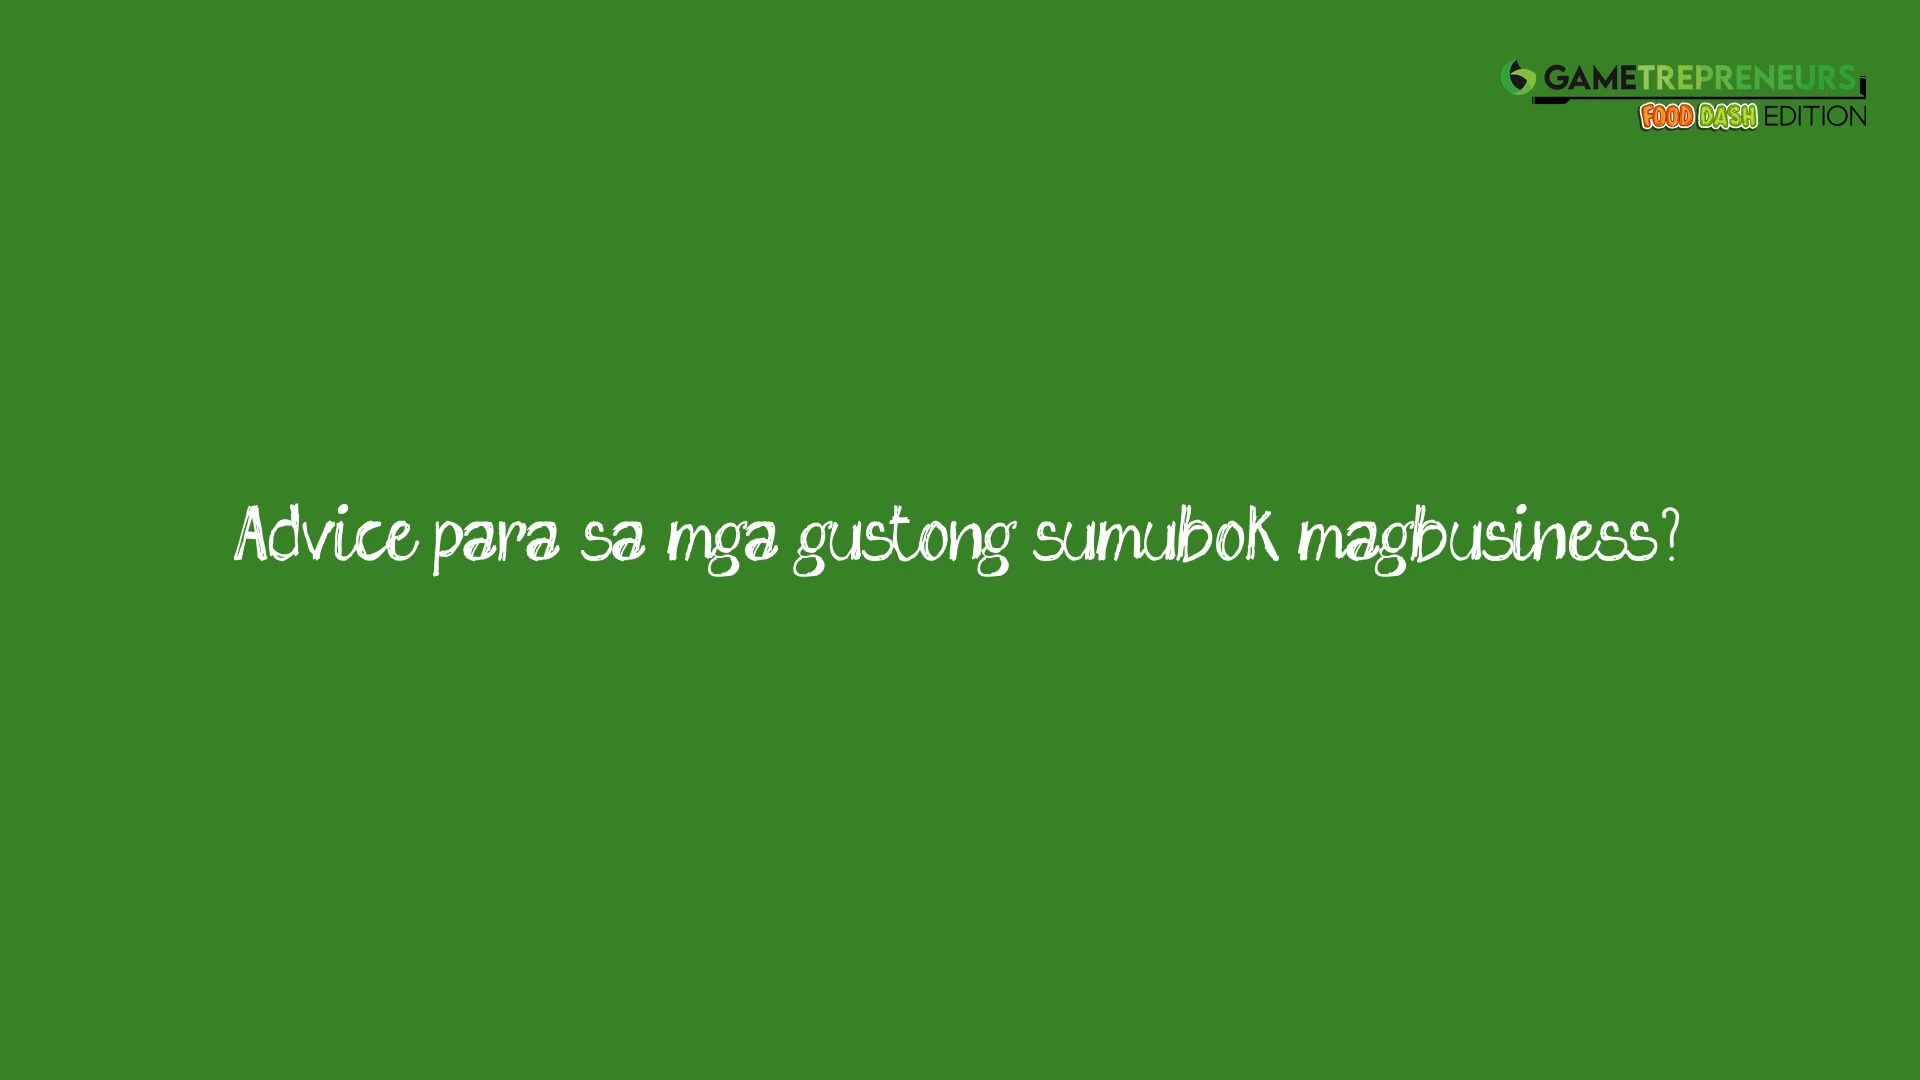 GAMETREPRENEURS
FOOD DASH EDITION
Advice para sa mga gustong sumubok magbusiness?